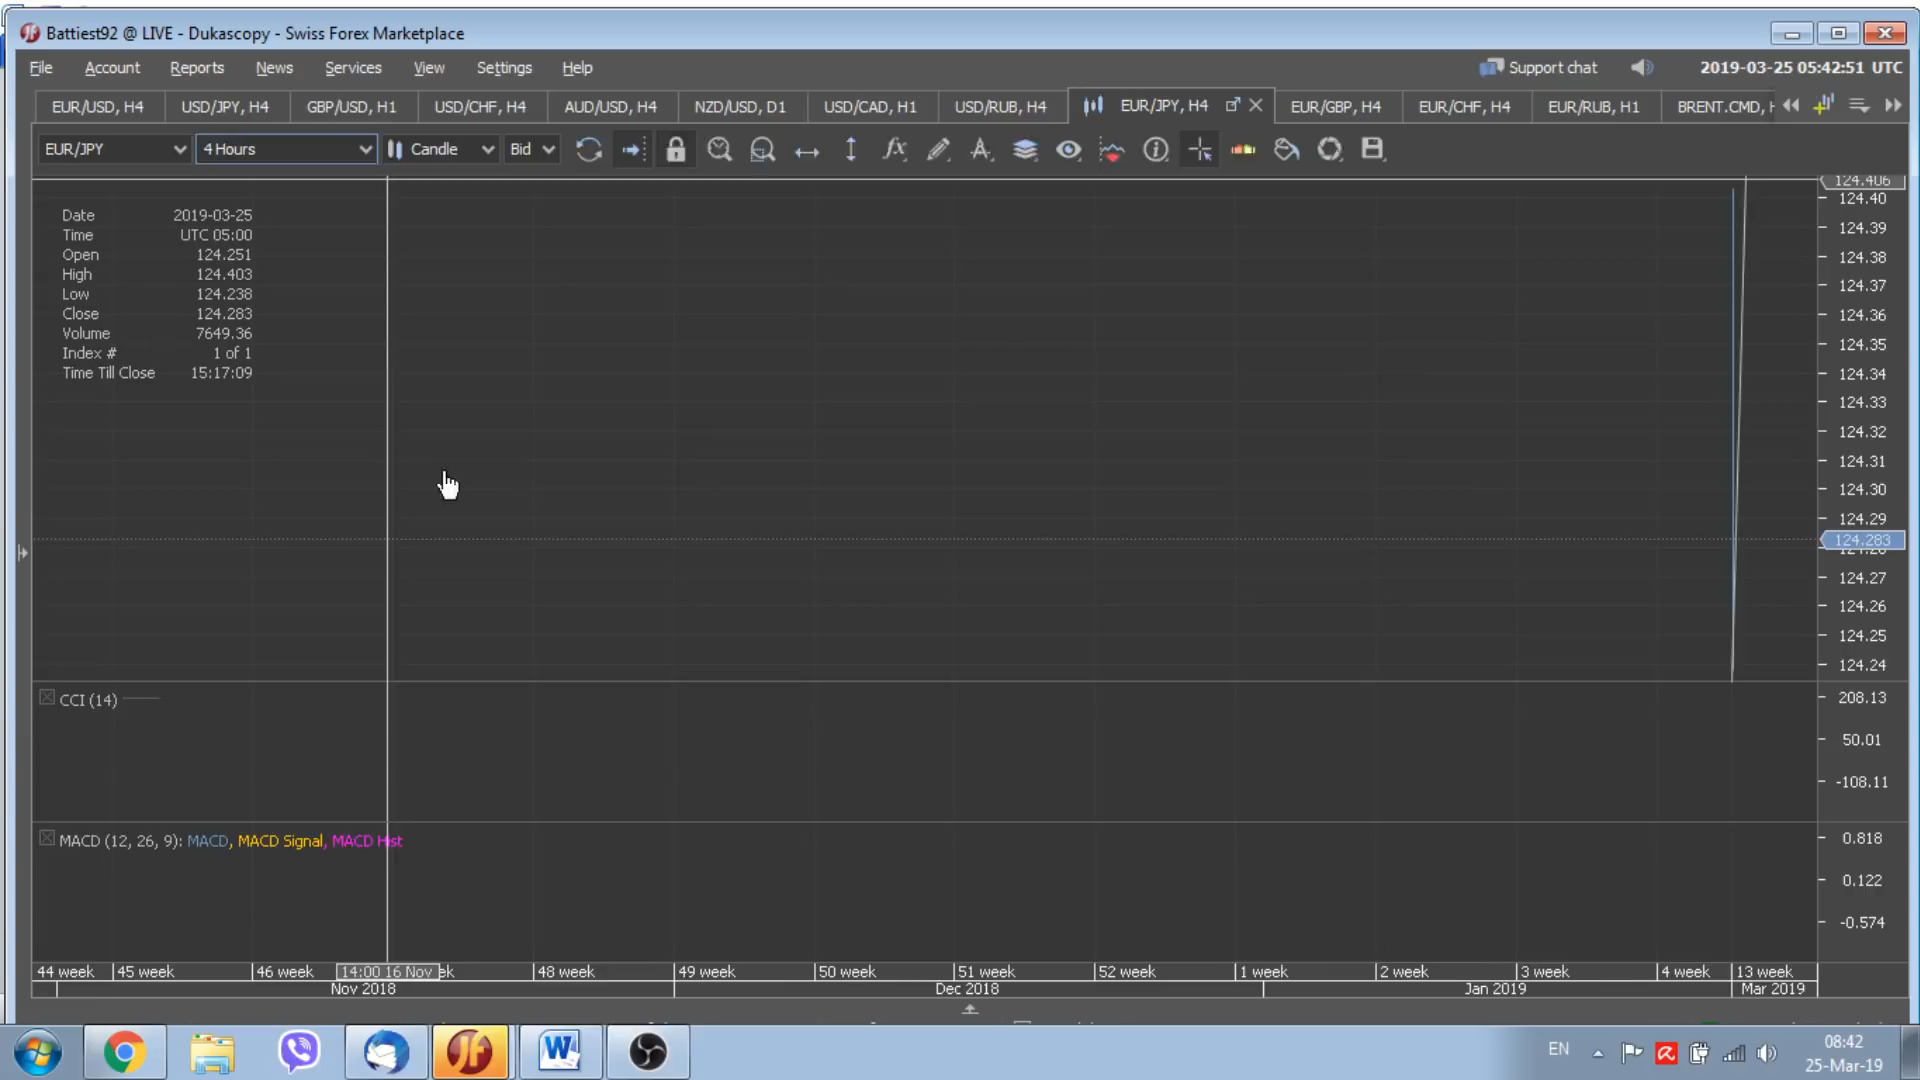 Battiest92 @ LIVE - Dukascopy - Swiss Forex Marketplace
File Account Reports News Services View Settings Help Support chat 2019-03-25 05:42:51 UTC
EUR/USD, H4 USD/JPY, H4 GBP/USD, H1 USD/CHF, H4 AUD/USD, H4 NZD/USD, D1 USD/CAD, H1 USD/RUB, H4 EUR/JPY, H4 EUR/GBP, H4 EUR/CHF, H4 EUR/RUB, H1 BRENT.CMD,
EUR/JPY 4 Hours Candle Bid
124.406
Date 2019-03-25
Time UTC 05:00
Open 124.251
High 124.403
Low 124.238
Close 124.283
Volume 7649.36
Index # 1 of 1
Time Till Close 15:17:09
124.40
124.39
124.38
124.37
124.36
124.35
124.34
124.33
124.32
124.31
124.30
124.29
124.283
124.27
124.26
124.25
124.24
CCI (14)
208.13
50.01
-108.11
MACD (12, 26, 9): MACD, MACD Signal, MACD Hist
0.818
0.122
-0.574
44 week 45 week 46 week 14:00 16 Nov 48 week 49 week 50 week 51 week 52 week 1 week 2 week 3 week 4 week 13 week
Nov 2018 Dec 2018 Jan 2019 Mar 2019
EN 08:42
25-Mar-19